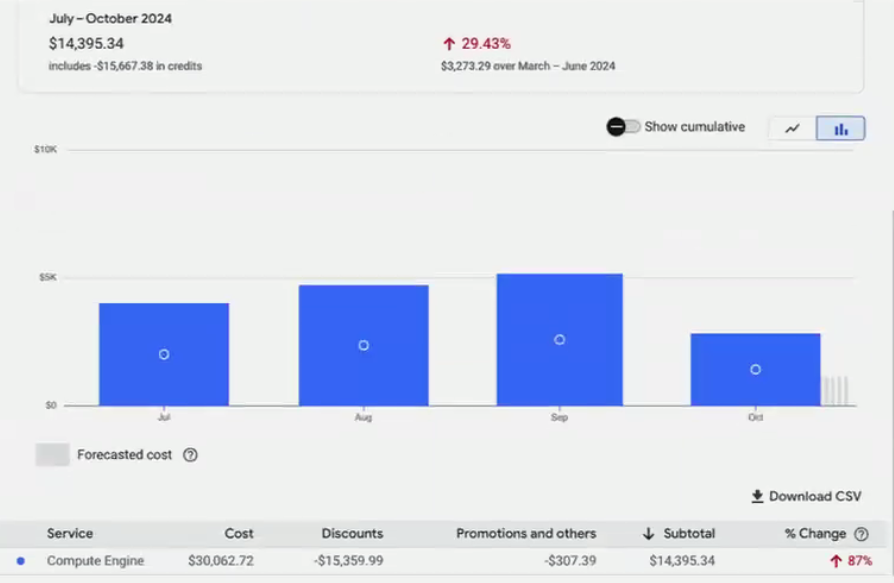 July – October 2024
$14,395.34
↑ 29.43%
includes -$15,667.38 in credits
$3,273.29 over March – June 2024
Show cumulative
$10K
$5K
$0
Jul
Aug
Sep
Oct
Forecasted cost
Download CSV
Service Cost Discounts Promotions and others ↓ Subtotal % Change
Compute Engine $30,062.72 -$15,359.99 -$307.39 $14,395.34 ↑ 87%